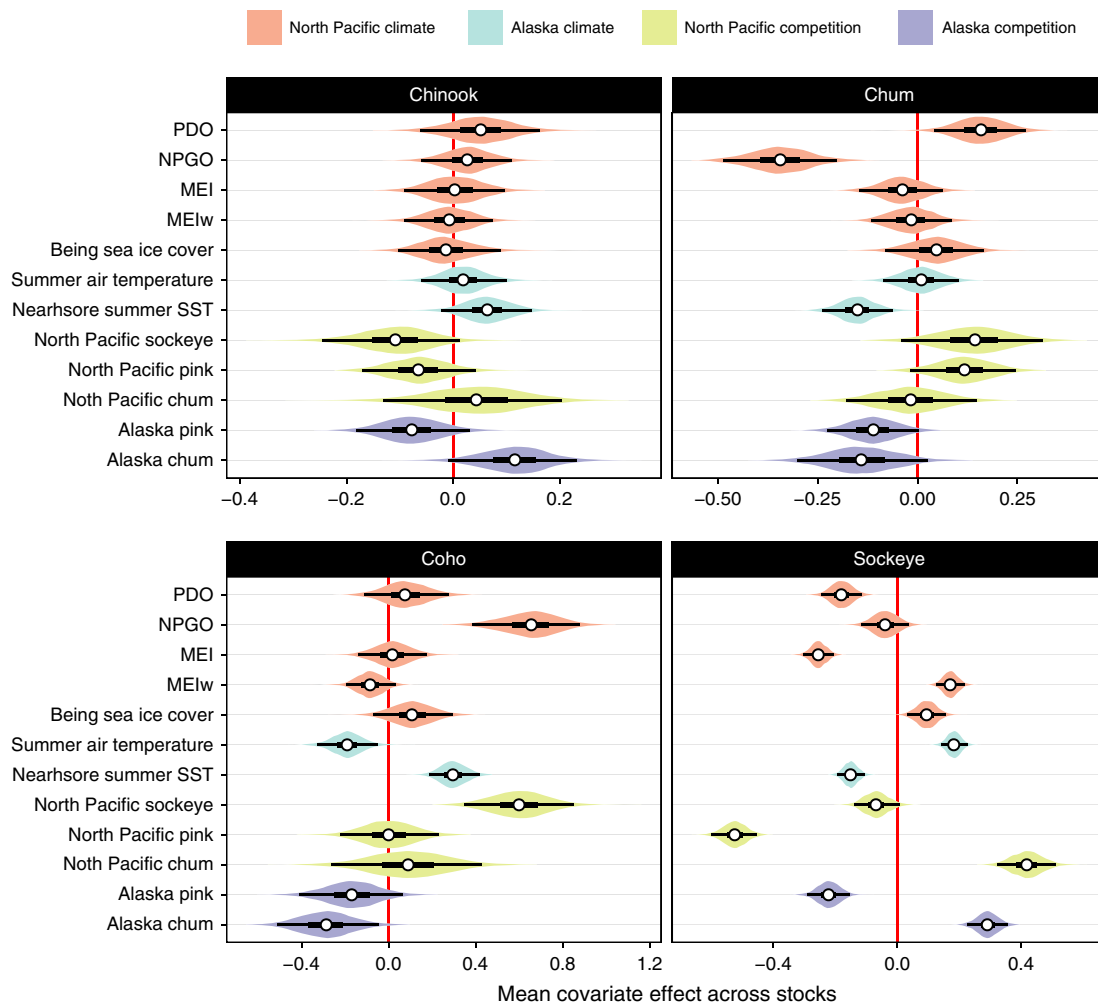 North Pacific climate Alaska climate North Pacific competition Alaska competition
Chinook Chum
PDO
NPGO
MEI
MEIw
Being sea ice cover
Summer air temperature
Nearhsore summer SST
North Pacific sockeye
North Pacific pink
Noth Pacific chum
Alaska pink
Alaska chum
−0.4 −0.2 0.0 0.2 −0.50 −0.25 0.00 0.25
Coho Sockeye
PDO
NPGO
MEI
MEIw
Being sea ice cover
Summer air temperature
Nearhsore summer SST
North Pacific sockeye
North Pacific pink
Noth Pacific chum
Alaska pink
Alaska chum
−0.4 0.0 0.4 0.8 1.2 −0.4 0.0 0.4
Mean covariate effect across stocks